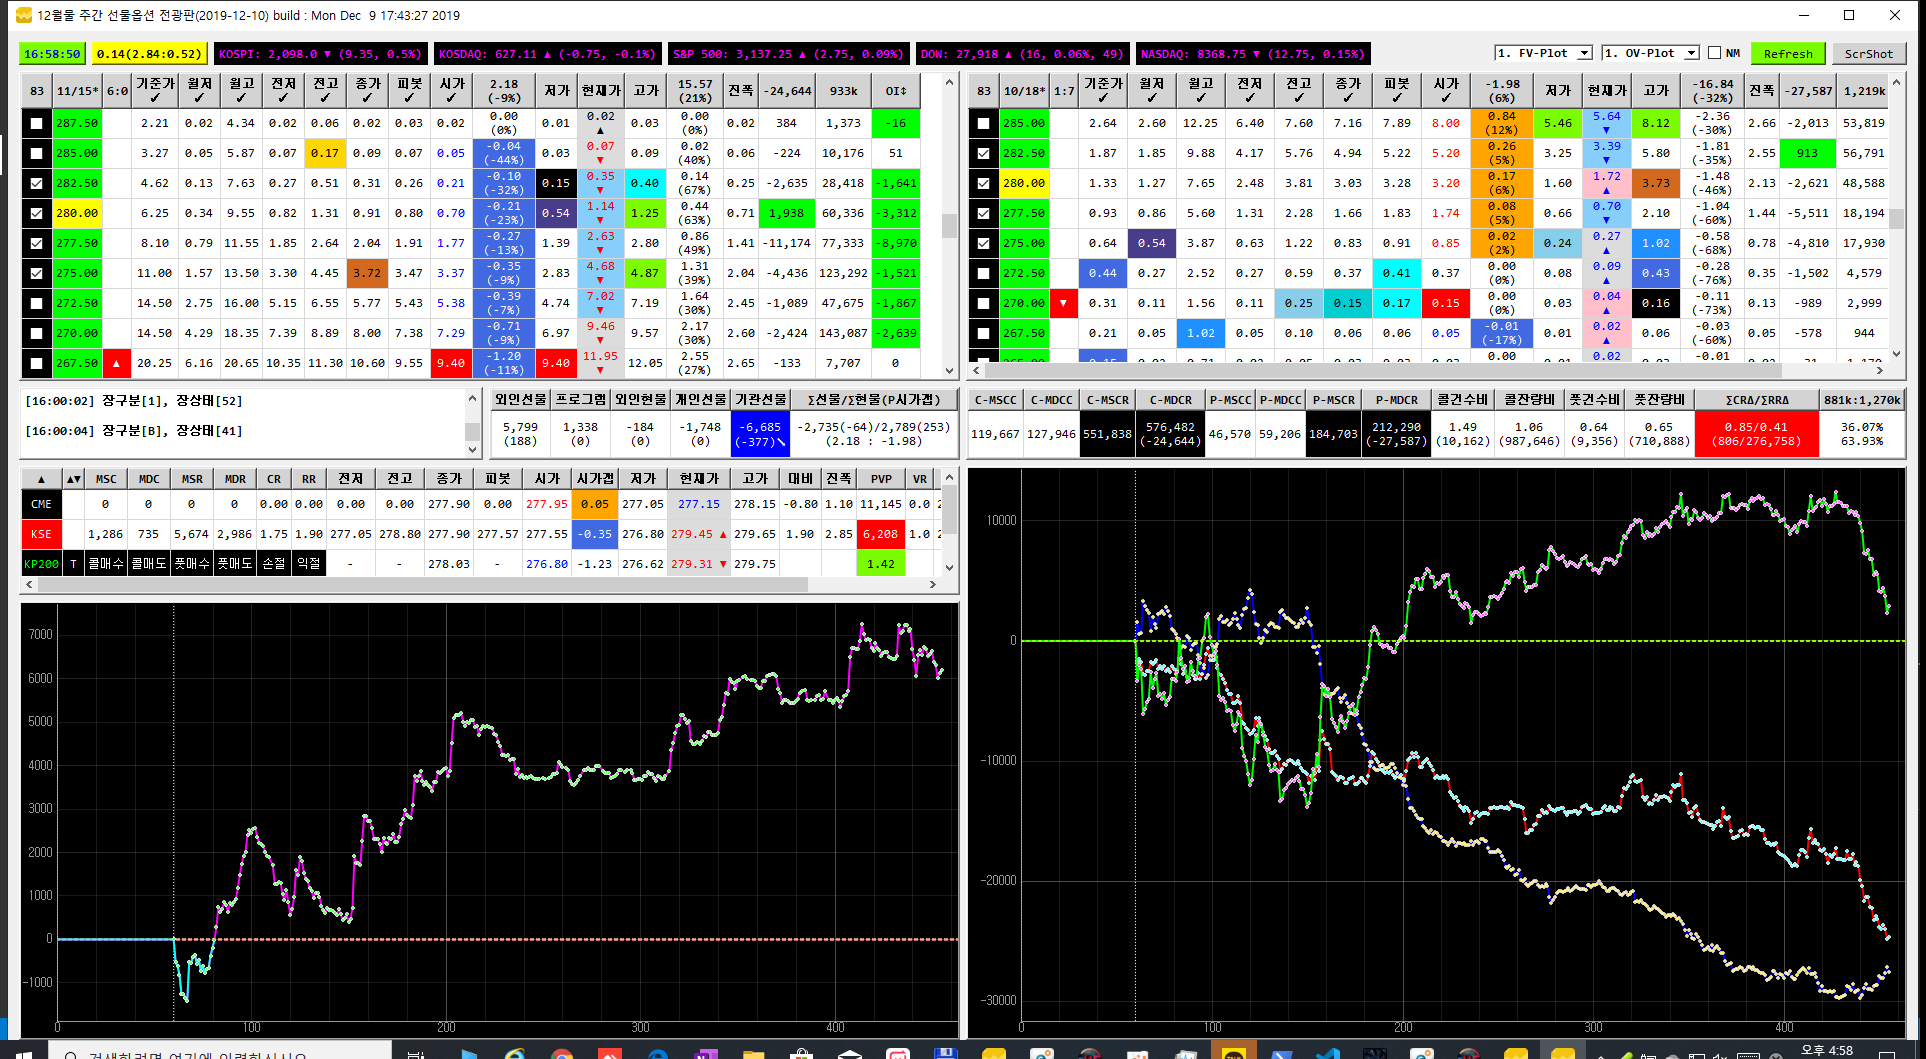 12월물 주간 선물옵션 전광판(2019-12-10) build : Mon Dec  9 17:43:27 2019
16:58:50 0.14(2.84:0.52) KOSPI: 2,098.0 ▼ (9.35, 0.5%) KOSDAQ: 627.11 ▲ (-0.75, -0.1%) S&P 500: 3,137.25 ▲ (2.75, 0.09%) DOW: 27,918 ▲ (16, 0.06%, 49) NASDAQ: 8368.75 ▼ (12.75, 0.15%) 1. FV-Plot 1. OV-Plot NM Refresh ScrShot
83 11/15* 6:0 기준가✓ 월저✓ 월고✓ 전저✓ 전고✓ 종가✓ 피봇✓ 시가✓ 2.18 (-9%) 저가 현재가 고가 15.57 (21%) 진폭 -24,644 933k OI↕
287.50 2.21 0.02 4.34 0.02 0.06 0.02 0.03 0.02 0.00 (0%) 0.01 0.02 ▲ 0.03 0.00 (0%) 0.02 384 1,373 -16
285.00 3.27 0.05 5.87 0.07 0.17 0.09 0.07 0.05 -0.04 (-44%) 0.03 0.07 ▼ 0.09 0.02 (40%) 0.06 -224 10,176 51
282.50 4.62 0.13 7.63 0.27 0.51 0.31 0.26 0.21 -0.10 (-32%) 0.15 0.35 ▼ 0.40 0.14 (67%) 0.25 -2,635 28,418 -1,641
280.00 6.25 0.34 9.55 0.82 1.31 0.91 0.80 0.70 -0.21 (-23%) 0.54 1.14 ▼ 1.25 0.44 (63%) 0.71 1,938 60,336 -3,312
277.50 8.10 0.79 11.55 1.85 2.64 2.04 1.91 1.77 -0.27 (-13%) 1.39 2.63 ▼ 2.80 0.86 (49%) 1.41 -11,174 77,333 -8,970
275.00 11.00 1.57 13.50 3.30 4.45 3.72 3.47 3.37 -0.35 (-9%) 2.83 4.68 ▼ 4.87 1.31 (39%) 2.04 -4,436 123,292 -1,521
272.50 14.50 2.75 16.00 5.15 6.55 5.77 5.43 5.38 -0.39 (-7%) 4.74 7.02 ▼ 7.19 1.64 (30%) 2.45 -1,089 47,675 -1,867
270.00 14.50 4.29 18.35 7.39 8.89 8.00 7.38 7.29 -0.71 (-9%) 6.97 9.46 ▼ 9.57 2.17 (30%) 2.60 -2,424 143,087 -2,639
267.50 ▲ 20.25 6.16 20.65 10.35 11.30 10.60 9.55 9.40 -1.20 (-11%) 9.40 11.95 ▼ 12.05 2.55 (27%) 2.65 -133 7,707 0
83 10/18* 1:7 기준가✓ 월저✓ 월고✓ 전저✓ 전고✓ 종가✓ 피봇✓ 시가✓ -1.98 (6%) 저가 현재가 고가 -16.84 (-32%) 진폭 -27,587 1,219k
285.00 2.64 2.60 12.25 6.40 7.60 7.16 7.89 8.00 0.84 (12%) 5.46 5.64 ▼ 8.12 -2.36 (-30%) 2.66 -2,013 53,819
282.50 1.87 1.85 9.88 4.17 5.76 4.94 5.22 5.20 0.26 (5%) 3.25 3.39 ▼ 5.80 -1.81 (-35%) 2.55 913 56,791
280.00 1.33 1.27 7.65 2.48 3.81 3.03 3.28 3.20 0.17 (6%) 1.60 1.72 ▲ 3.73 -1.48 (-46%) 2.13 -2,621 48,588
277.50 0.93 0.86 5.60 1.31 2.28 1.66 1.83 1.74 0.08 (5%) 0.66 0.70 ▼ 2.10 -1.04 (-60%) 1.44 -5,511 18,194
275.00 0.64 0.54 3.87 0.63 1.22 0.83 0.91 0.85 0.02 (2%) 0.24 0.27 ▲ 1.02 -0.58 (-68%) 0.78 -4,810 17,930
272.50 0.44 0.27 2.52 0.27 0.59 0.37 0.41 0.37 0.00 (0%) 0.08 0.09 ▲ 0.43 -0.28 (-76%) 0.35 -1,502 4,579
270.00 ▼ 0.31 0.11 1.56 0.11 0.25 0.15 0.17 0.15 0.00 (0%) 0.03 0.04 ▲ 0.16 -0.11 (-73%) 0.13 -989 2,999
267.50 0.21 0.05 1.02 0.05 0.10 0.06 0.06 0.05 -0.01 (-17%) 0.01 0.02 ▲ 0.06 -0.03 (-60%) 0.05 -578 944
0.00 0.02 -0.01
[16:00:02] 장구분[1], 장상태[52]
[16:00:04] 장구분[B], 장상태[41]
외인선물 프로그램 외인현물 개인선물 기관선물 Σ선물/Σ현물(P시가갭)
5,799 (188) 1,338 (0) -184 (0) -1,748 (0) -6,685 (-377)↘ -2,735(-64)/2,789(253) (2.18 : -1.98)
C-MSCC C-MDCC C-MSCR C-MDCR P-MSCC P-MDCC P-MSCR P-MDCR 콜건수비 콜잔량비 풋건수비 풋잔량비 ΣCRΔ/ΣRRΔ 881k:1,270k
119,667 127,946 551,838 576,482 (-24,644) 46,570 59,206 184,703 212,290 (-27,587) 1.49 (10,162) 1.06 (987,646) 0.64 (9,356) 0.65 (710,888) 0.85/0.41 (806/276,758) 36.07% 63.93%
▲ ▲▼ MSC MDC MSR MDR CR RR 전저 전고 종가 피봇 시가 시가갭 저가 현재가 고가 대비 진폭 PVP VR
CME 0 0 0 0 0.00 0.00 0.00 0.00 277.90 0.00 277.95 0.05 277.05 277.15 278.15 -0.80 1.10 11,145 0.0
KSE 1,286 735 5,674 2,986 1.75 1.90 277.05 278.80 277.90 277.57 277.55 -0.35 276.80 279.45 ▲ 279.65 1.90 2.85 6,208 1.0
KP200 T 콜매수 콜매도 풋매수 풋매도 손절 익절 - - 278.03 - 276.80 -1.23 276.62 279.31 ▼ 279.75 1.42
7000
6000
5000
4000
3000
2000
1000
0
-1000
0 100 200 300 400
10000
0
-10000
-20000
-30000
0 100 200 300 400
검색하려면 여기에 입력하십시오
오후 4:58